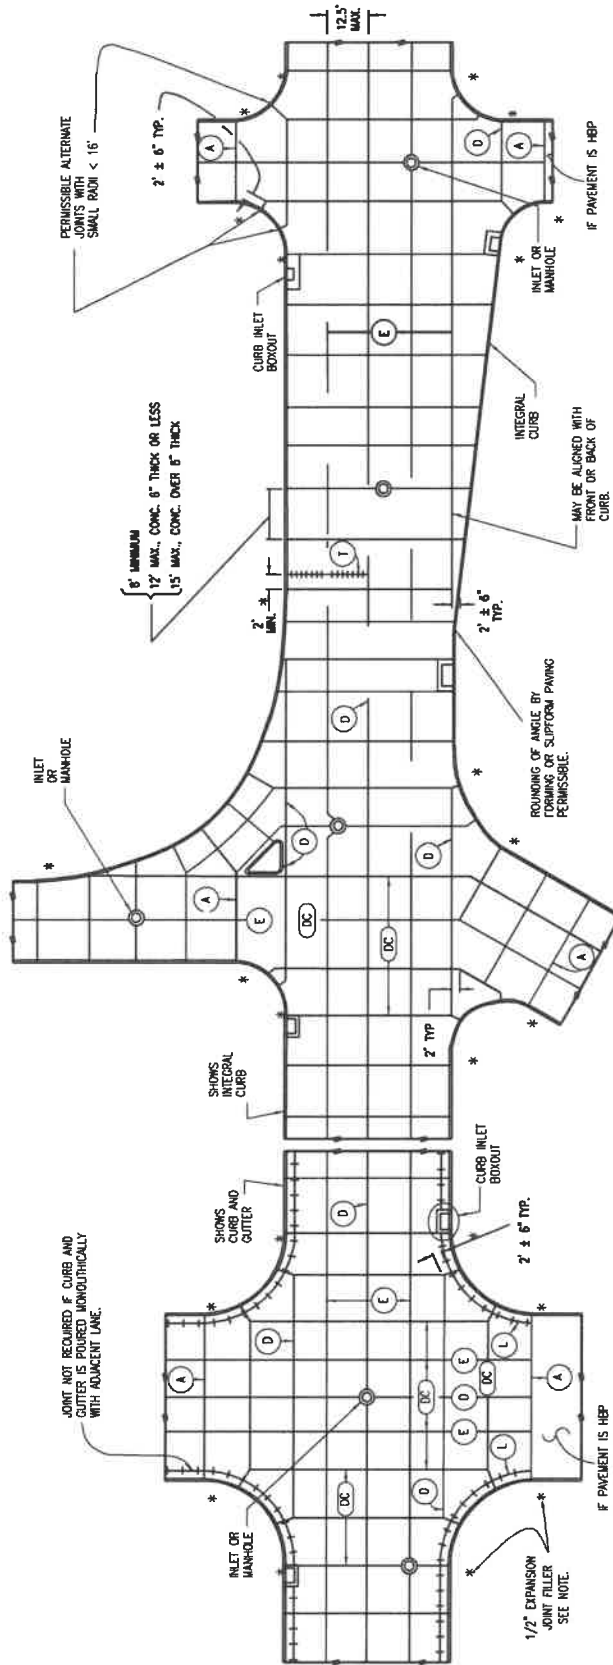 JOINT NOT REQUIRED IF CURB AND
GUTTER IS POURED MONOLITHICALLY
WITH ADJACENT LANE.
INLET OR
MANHOLE
SHOWS
CURB AND
GUTTER
A
D
E
D
DC
DC
D
E
D
E
DC
L
L
A
CURB INLET
BOXOUT
2' ± 6" TYP.
1/2" EXPANSION
JOINT FILLER
SEE NOTE.
IF PAVEMENT IS HBP
SHOWS
INTEGRAL
CURB
INLET
OR
MANHOLE
A
E
DC
DC
D
D
D
2' TYP
A
ROUNDING OF ANGLE BY
FORMING OR SLIPFORM PAVING
PERMISSIBLE.
6' MINIMUM
12' MAX., CONC. 6" THICK OR LESS
15' MAX., CONC. OVER 6" THICK
2'
MIN.
T
2' ± 6"
TYP.
MAY BE ALIGNED WITH
FRONT OR BACK OF
CURB.
INTEGRAL
CURB
E
CURB INLET
BOXOUT
PERMISSIBLE ALTERNATE
JOINTS WITH
SMALL RADII < 16'
2' ± 6" TYP.
A
12.5'
MAX.
INLET OR
MANHOLE
D
A
IF PAVEMENT IS HBP